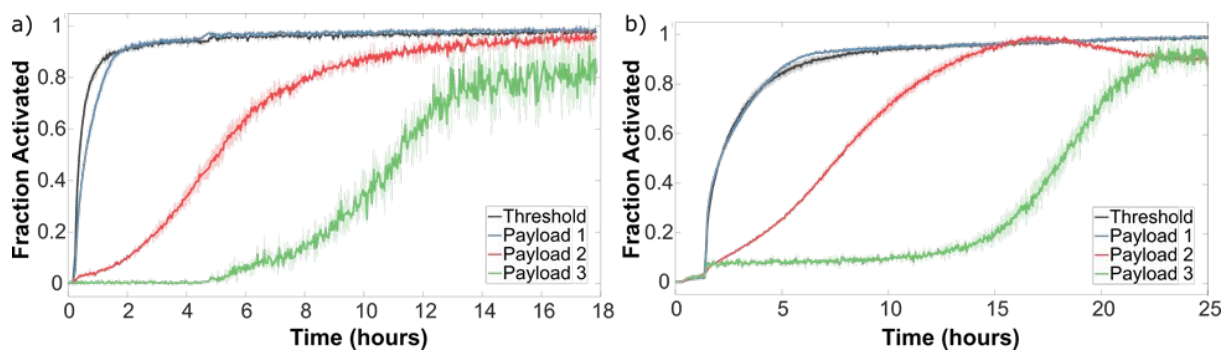 a)
Fraction Activated
1
0.8
0.6
0.4
0.2
0
0 2 4 6 8 10 12 14 16 18
Time (hours)
Threshold
Payload 1
Payload 2
Payload 3
b)
Fraction Activated
1
0.8
0.6
0.4
0.2
0
0 5 10 15 20 25
Time (hours)
Threshold
Payload 1
Payload 2
Payload 3